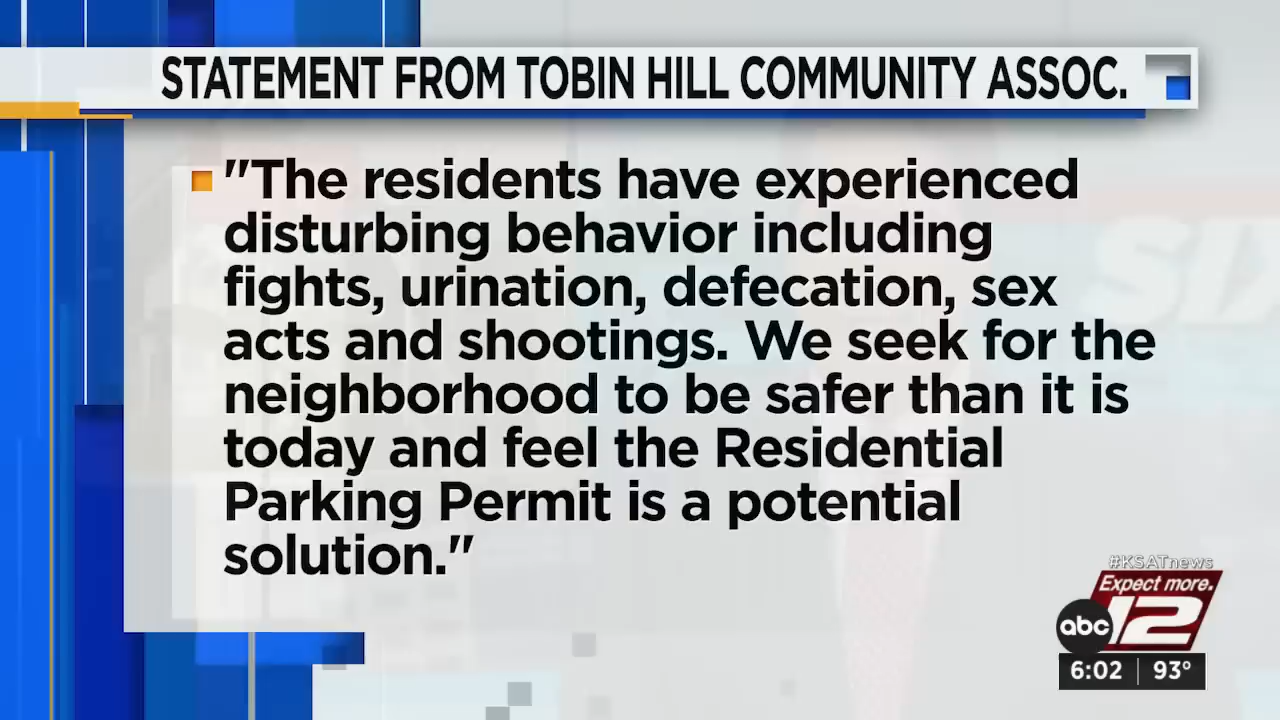 STATEMENT FROM TOBIN HILL COMMUNITY ASSOC.
"The residents have experienced
disturbing behavior including
fights, urination, defecation, sex
acts and shootings. We seek for the
neighborhood to be safer than it is
today and feel the Residential
Parking Permit is a potential
solution."
SIX
#KSATnews
Expect more.
abc 12
6:02 93°